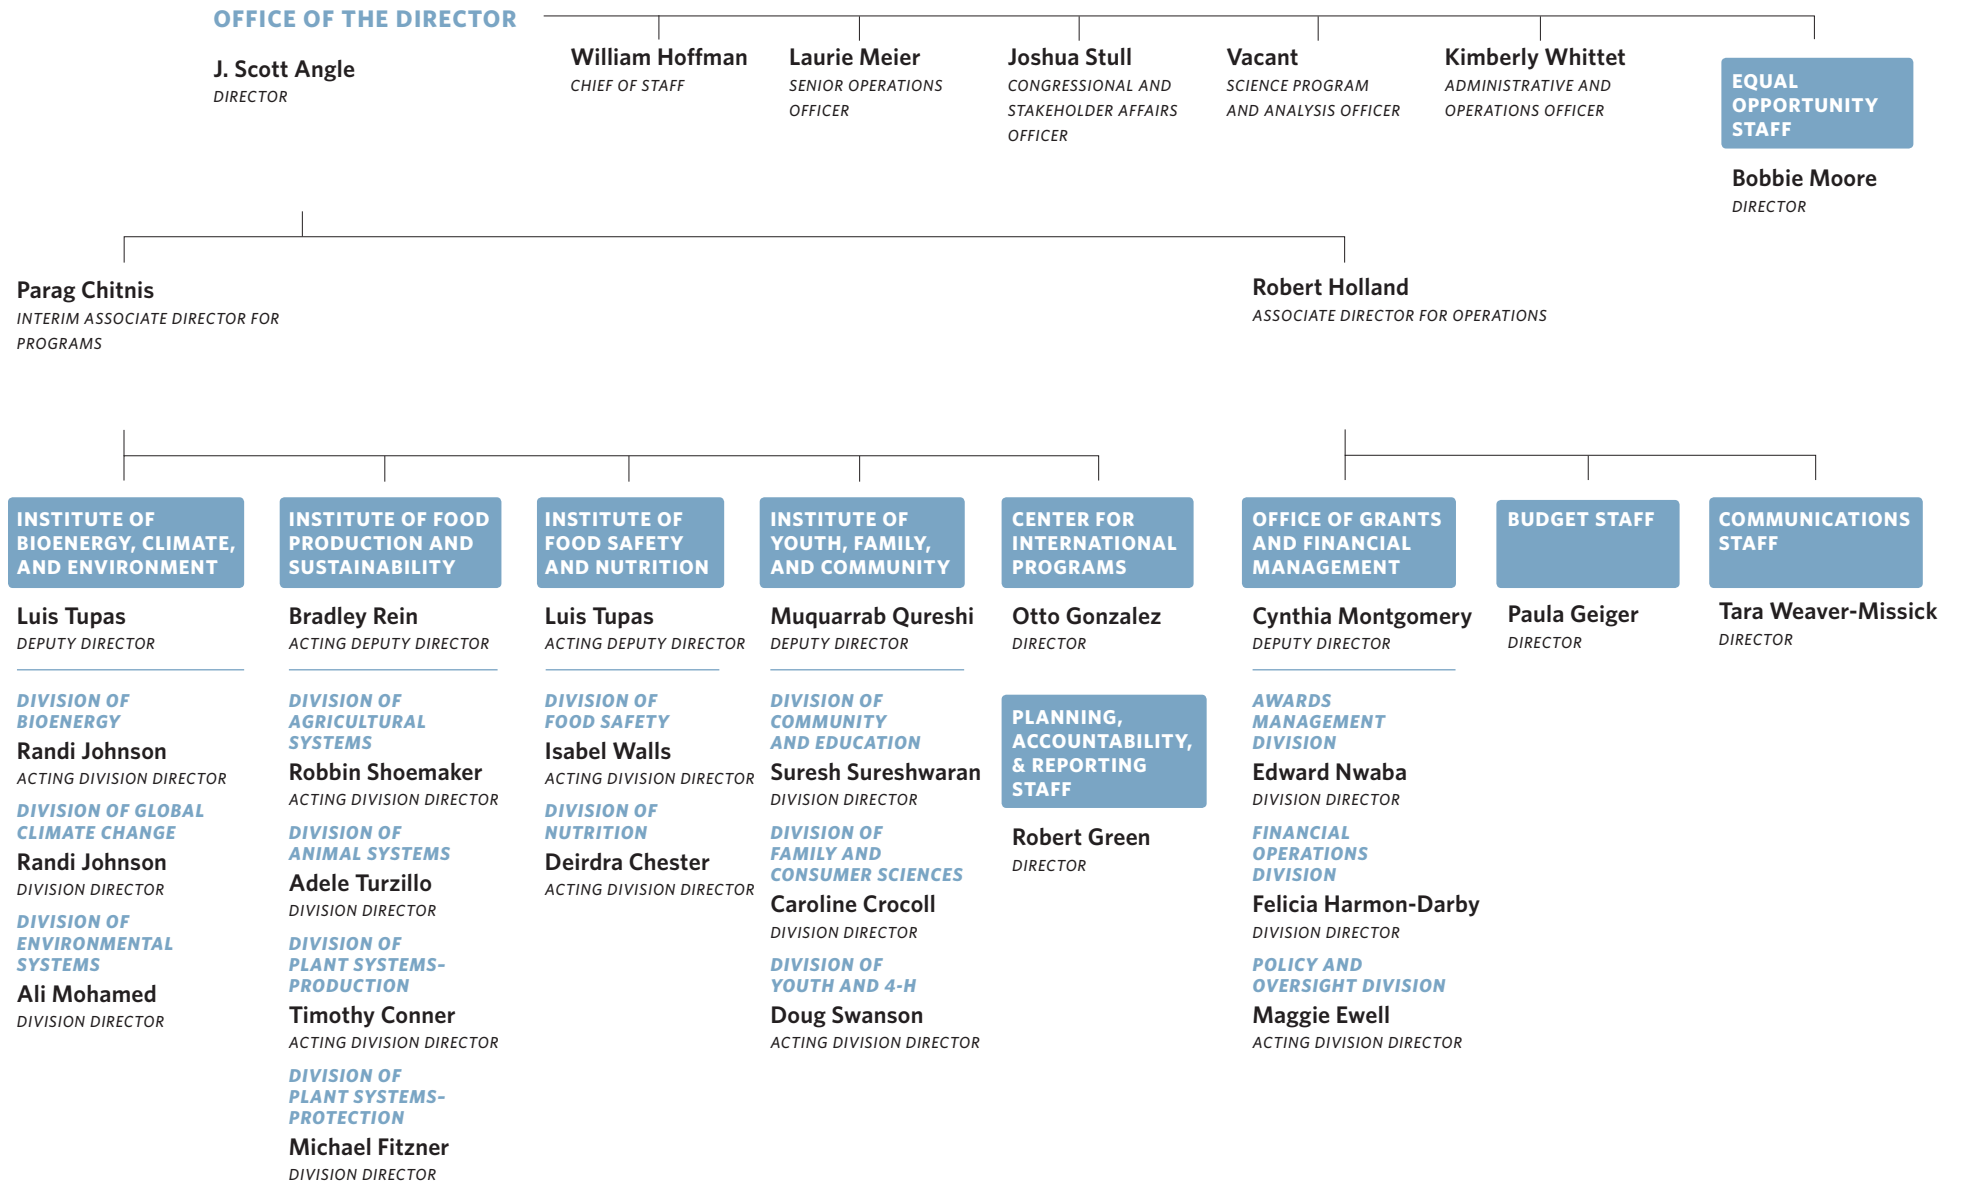 OFFICE OF THE DIRECTOR
J. Scott Angle
DIRECTOR
William Hoffman
CHIEF OF STAFF
Laurie Meier
SENIOR OPERATIONS
OFFICER
Joshua Stull
CONGRESSIONAL AND
STAKEHOLDER AFFAIRS
OFFICER
Vacant
SCIENCE PROGRAM
AND ANALYSIS OFFICER
Kimberly Whittet
ADMINISTRATIVE AND
OPERATIONS OFFICER
EQUAL
OPPORTUNITY
STAFF
Bobbie Moore
DIRECTOR
Parag Chitnis
INTERIM ASSOCIATE DIRECTOR FOR
PROGRAMS
Robert Holland
ASSOCIATE DIRECTOR FOR OPERATIONS
INSTITUTE OF
BIOENERGY, CLIMATE,
AND ENVIRONMENT
Luis Tupas
DEPUTY DIRECTOR
DIVISION OF
BIOENERGY
Randi Johnson
ACTING DIVISION DIRECTOR
DIVISION OF GLOBAL
CLIMATE CHANGE
Randi Johnson
DIVISION DIRECTOR
DIVISION OF
ENVIRONMENTAL
SYSTEMS
Ali Mohamed
DIVISION DIRECTOR
INSTITUTE OF FOOD
PRODUCTION AND
SUSTAINABILITY
Bradley Rein
ACTING DEPUTY DIRECTOR
DIVISION OF
AGRICULTURAL
SYSTEMS
Robbin Shoemaker
ACTING DIVISION DIRECTOR
DIVISION OF
ANIMAL SYSTEMS
Adele Turzillo
DIVISION DIRECTOR
DIVISION OF
PLANT SYSTEMS–
PRODUCTION
Timothy Conner
ACTING DIVISION DIRECTOR
DIVISION OF
PLANT SYSTEMS–
PROTECTION
Michael Fitzner
DIVISION DIRECTOR
INSTITUTE OF
FOOD SAFETY
AND NUTRITION
Luis Tupas
ACTING DEPUTY DIRECTOR
DIVISION OF
FOOD SAFETY
Isabel Walls
ACTING DIVISION DIRECTOR
DIVISION OF
NUTRITION
Deirdra Chester
ACTING DIVISION DIRECTOR
INSTITUTE OF
YOUTH, FAMILY,
AND COMMUNITY
Muquarrab Qureshi
DEPUTY DIRECTOR
DIVISION OF
COMMUNITY
AND EDUCATION
Suresh Sureshwaran
DIVISION DIRECTOR
DIVISION OF
FAMILY AND
CONSUMER SCIENCES
Caroline Crocoll
DIVISION DIRECTOR
DIVISION OF
YOUTH AND 4-H
Doug Swanson
ACTING DIVISION DIRECTOR
CENTER FOR
INTERNATIONAL
PROGRAMS
Otto Gonzalez
DIRECTOR
PLANNING,
ACCOUNTABILITY,
& REPORTING
STAFF
Robert Green
DIRECTOR
OFFICE OF GRANTS
AND FINANCIAL
MANAGEMENT
Cynthia Montgomery
DEPUTY DIRECTOR
AWARDS
MANAGEMENT
DIVISION
Edward Nwaba
DIVISION DIRECTOR
FINANCIAL
OPERATIONS
DIVISION
Felicia Harmon-Darby
DIVISION DIRECTOR
POLICY AND
OVERSIGHT DIVISION
Maggie Ewell
ACTING DIVISION DIRECTOR
BUDGET STAFF
Paula Geiger
DIRECTOR
COMMUNICATIONS
STAFF
Tara Weaver-Missick
DIRECTOR